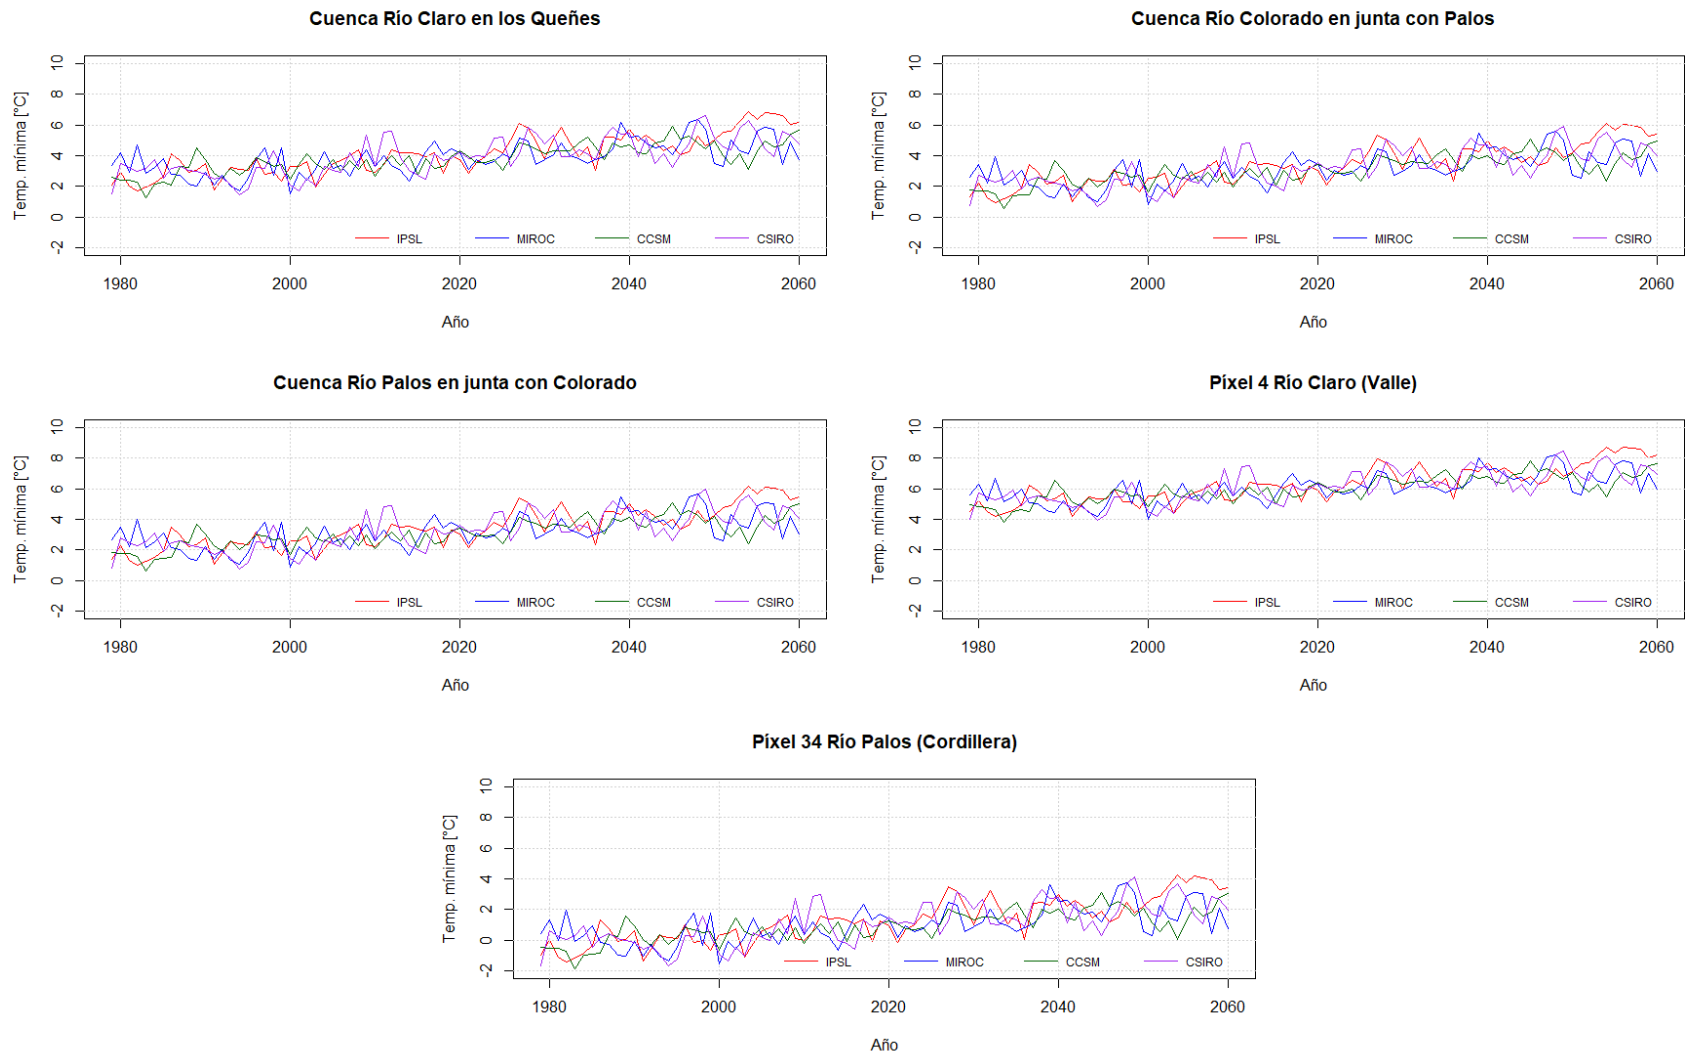 Cuenca Río Claro en los Queñes
Temp. mínima [°C]
10
8
6
4
2
0
-2
IPSL MIROC CCSM CSIRO
1980 2000 2020 2040 2060
Año
Cuenca Río Colorado en junta con Palos
Temp. mínima [°C]
10
8
6
4
2
0
-2
IPSL MIROC CCSM CSIRO
1980 2000 2020 2040 2060
Año
Cuenca Río Palos en junta con Colorado
Temp. mínima [°C]
10
8
6
4
2
0
-2
IPSL MIROC CCSM CSIRO
1980 2000 2020 2040 2060
Año
Píxel 4 Río Claro (Valle)
Temp. mínima [°C]
10
8
6
4
2
0
-2
IPSL MIROC CCSM CSIRO
1980 2000 2020 2040 2060
Año
Píxel 34 Río Palos (Cordillera)
Temp. mínima [°C]
10
8
6
4
2
0
-2
IPSL MIROC CCSM CSIRO
1980 2000 2020 2040 2060
Año